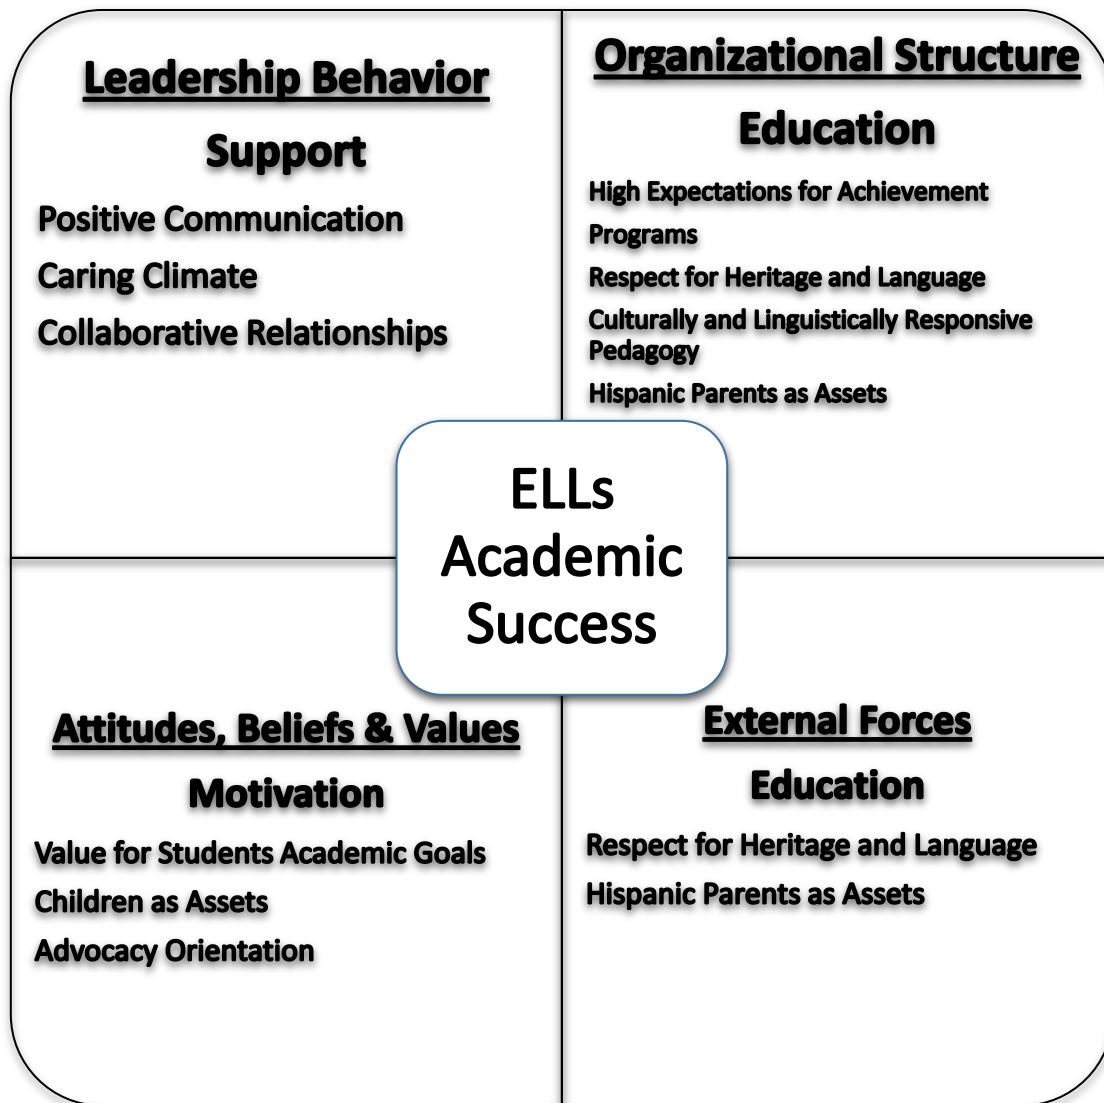 Leadership Behavior
Support
Positive Communication
Caring Climate
Collaborative Relationships
Organizational Structure
Education
High Expectations for Achievement
Programs
Respect for Heritage and Language
Culturally and Linguistically Responsive
Pedagogy
Hispanic Parents as Assets
ELLs
Academic
Success
Attitudes, Beliefs & Values
Motivation
Value for Students Academic Goals
Children as Assets
Advocacy Orientation
External Forces
Education
Respect for Heritage and Language
Hispanic Parents as Assets